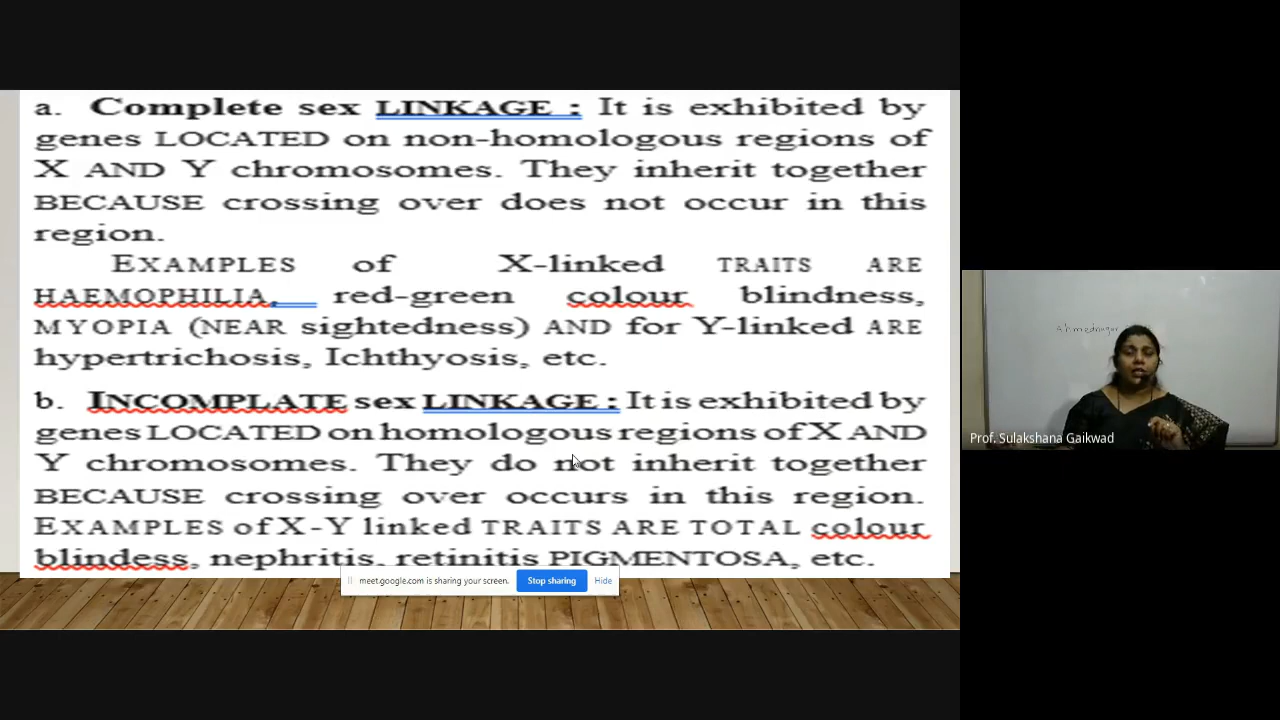 a. Complete sex LINKAGE : It is exhibited by
genes LOCATED on non-homologous regions of
X AND Y chromosomes. They inherit together
BECAUSE crossing over does not occur in this
region.
EXAMPLES of X-linked TRAITS ARE
HAEMOPHILIA, red-green colour blindness,
MYOPIA (NEAR sightedness) AND for Y-linked ARE
hypertrichosis, Ichthyosis, etc.
b. INCOMPLATE sex LINKAGE : It is exhibited by
genes LOCATED on homologous regions of X AND
Y chromosomes. They do not inherit together
BECAUSE crossing over occurs in this region.
EXAMPLES of X-Y linked TRAITS ARE TOTAL colour
blindess, nephritis, retinitis PIGMENTOSA, etc.
meet.google.com is sharing your screen. Stop sharing Hide
Ahmednagar
Prof. Sulakshana Gaikwad